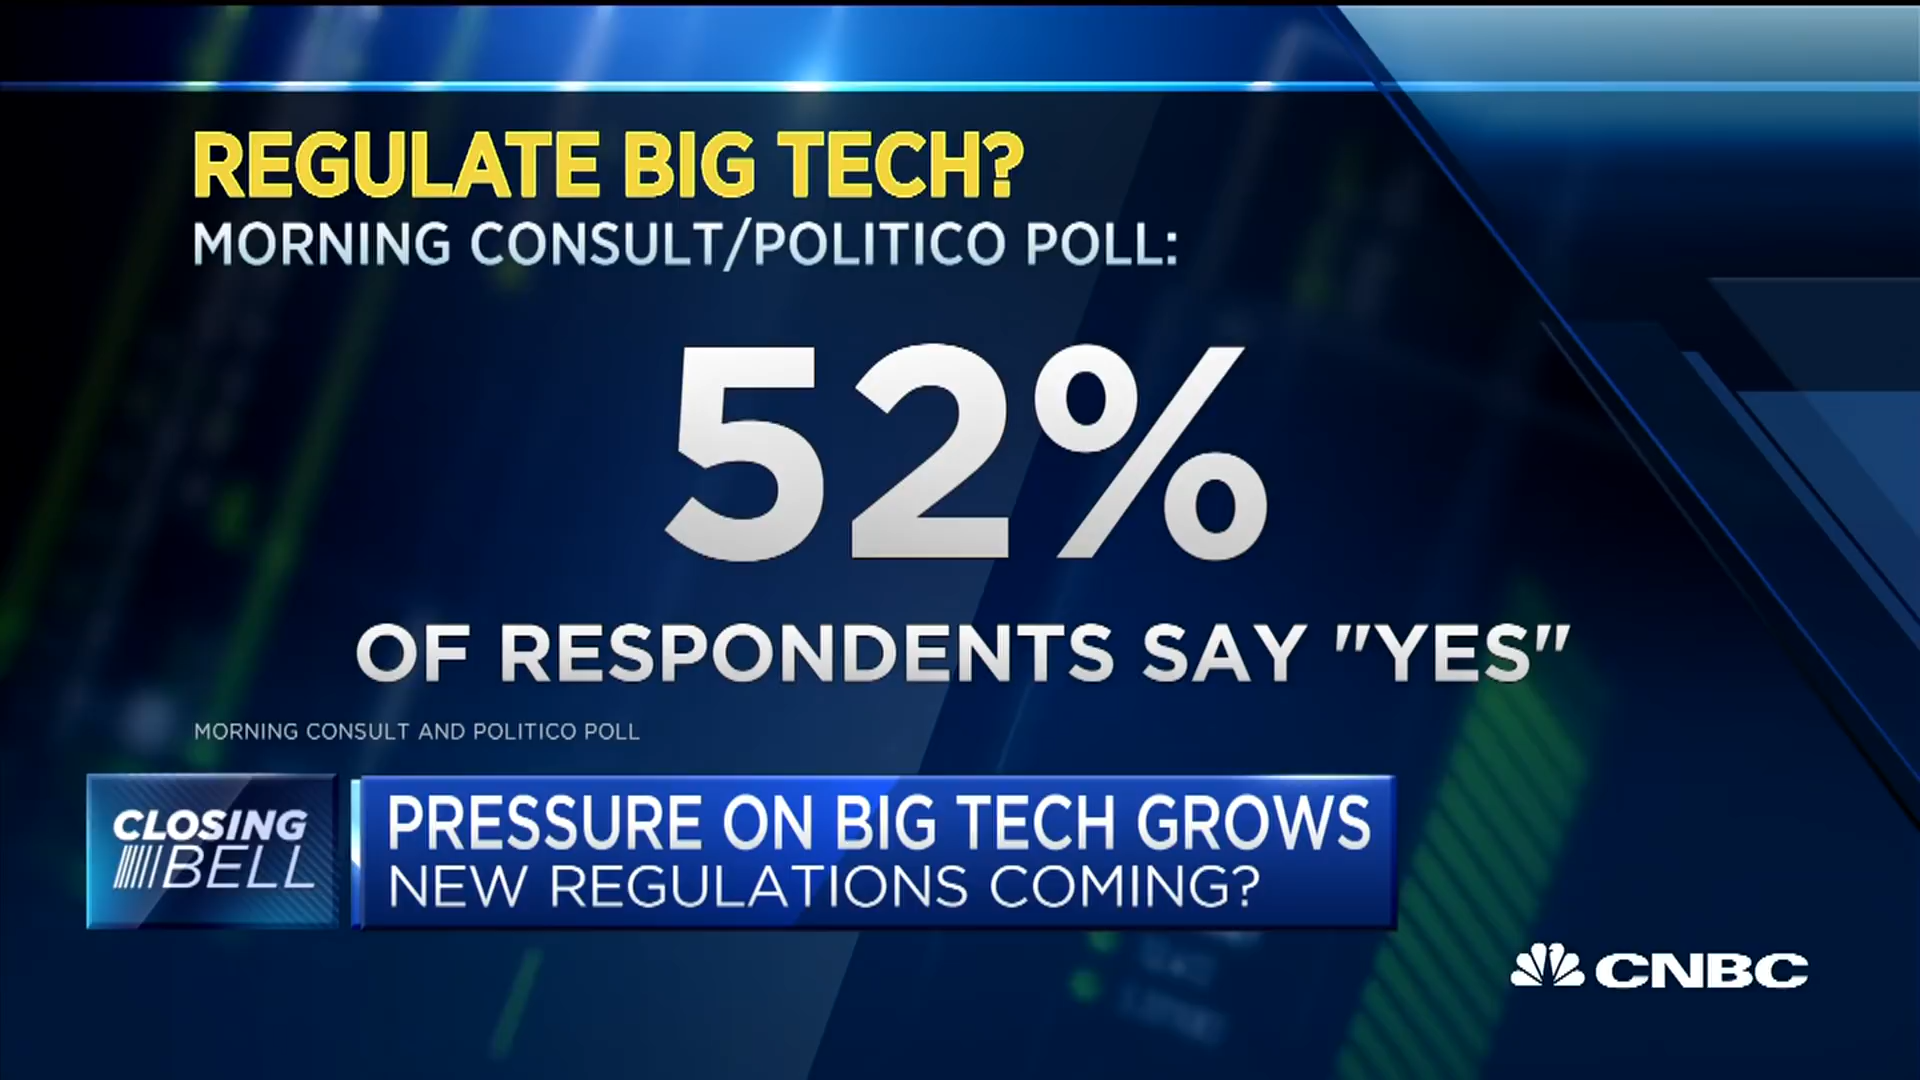 REGULATE BIG TECH?
MORNING CONSULT/POLITICO POLL:
52%
OF RESPONDENTS SAY "YES"
MORNING CONSULT AND POLITICO POLL
CLOSING
BELL
PRESSURE ON BIG TECH GROWS
NEW REGULATIONS COMING?
CNBC